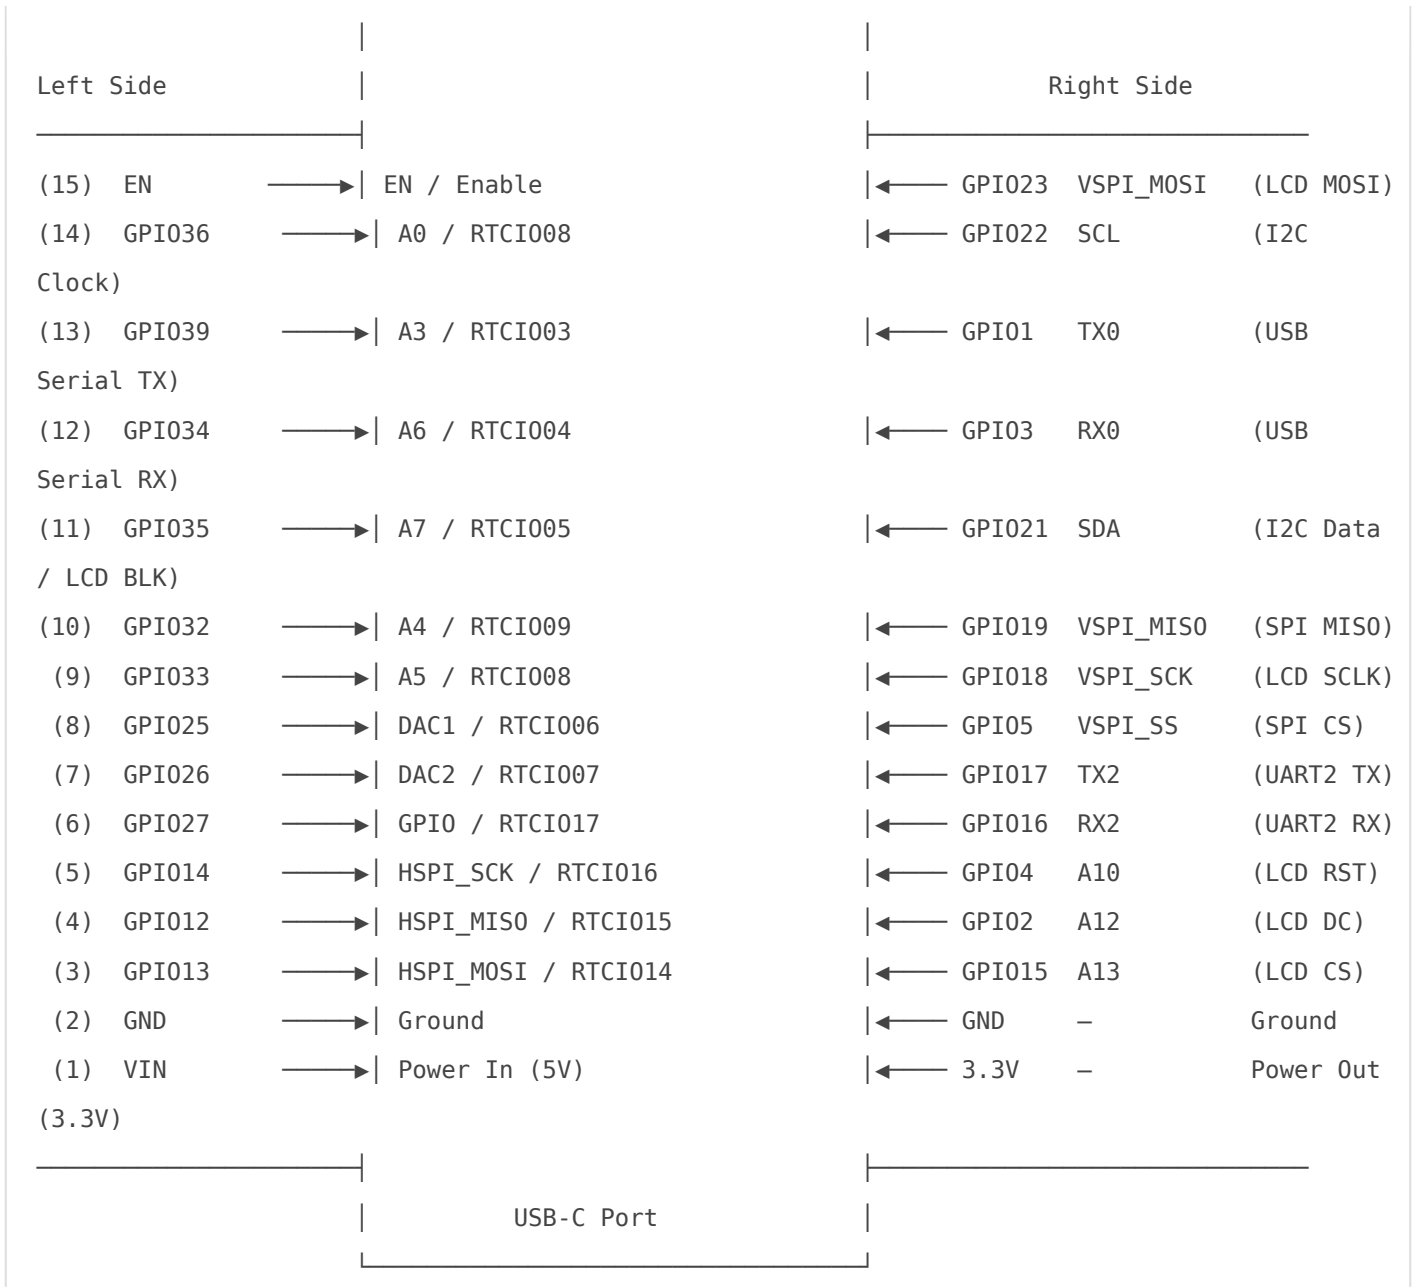 Left Side │ │ Right Side
(15) EN ─────▶│ EN / Enable │◀──── GPIO23 VSPI_MOSI (LCD MOSI)
(14) GPIO36 ─────▶│ A0 / RTCIO08 │◀──── GPIO22 SCL (I2C
Clock)
(13) GPIO39 ─────▶│ A3 / RTCIO03 │◀──── GPIO1 TX0 (USB
Serial TX)
(12) GPIO34 ─────▶│ A6 / RTCIO04 │◀──── GPIO3 RX0 (USB
Serial RX)
(11) GPIO35 ─────▶│ A7 / RTCIO05 │◀──── GPIO21 SDA (I2C Data
/ LCD BLK)
(10) GPIO32 ─────▶│ A4 / RTCIO09 │◀──── GPIO19 VSPI_MISO (SPI MISO)
(9) GPIO33 ─────▶│ A5 / RTCIO08 │◀──── GPIO18 VSPI_SCK (LCD SCLK)
(8) GPIO25 ─────▶│ DAC1 / RTCIO06 │◀──── GPIO5 VSPI_SS (SPI CS)
(7) GPIO26 ─────▶│ DAC2 / RTCIO07 │◀──── GPIO17 TX2 (UART2 TX)
(6) GPIO27 ─────▶│ GPIO / RTCIO17 │◀──── GPIO16 RX2 (UART2 RX)
(5) GPIO14 ─────▶│ HSPI_SCK / RTCIO16 │◀──── GPIO4 A10 (LCD RST)
(4) GPIO12 ─────▶│ HSPI_MISO / RTCIO15 │◀──── GPIO2 A12 (LCD DC)
(3) GPIO13 ─────▶│ HSPI_MOSI / RTCIO14 │◀──── GPIO15 A13 (LCD CS)
(2) GND ─────▶│ Ground │◀──── GND — Ground
(1) VIN ─────▶│ Power In (5V) │◀──── 3.3V — Power Out
(3.3V)
│ USB-C Port │